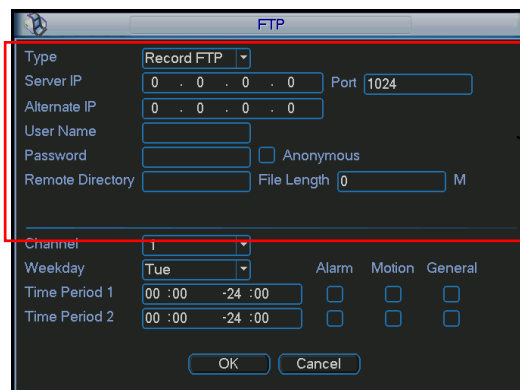 FTP
Type Record FTP
Server IP 0 . 0 . 0 . 0 Port 1024
Alternate IP 0 . 0 . 0 . 0
User Name
Password Anonymous
Remote Directory File Length 0 M
Channel 1
Weekday Tue Alarm Motion General
Time Period 1 00 :00 -24 :00
Time Period 2 00 :00 -24 :00
OK Cancel